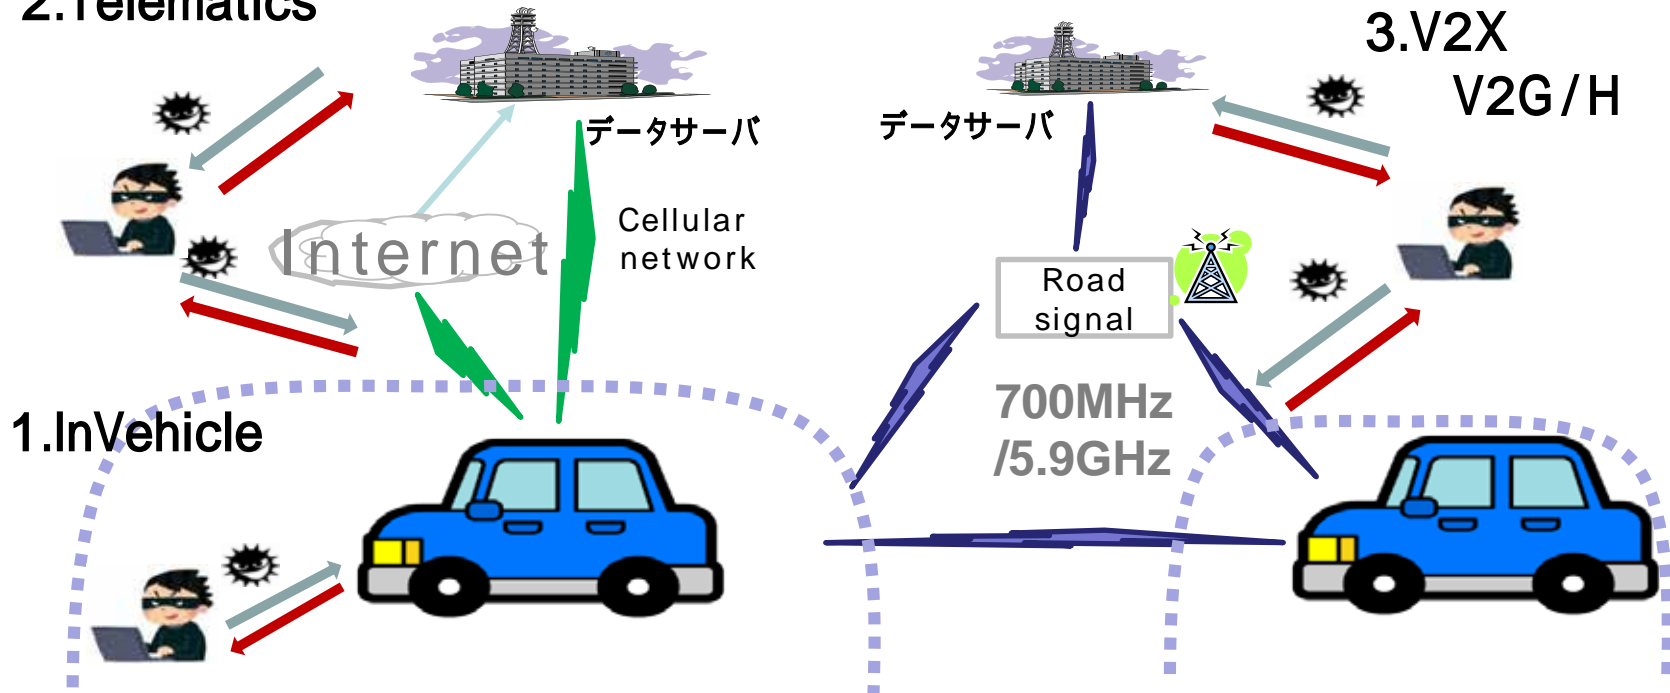 2.Telematics
3.V2X
V2G/H
データサーバ
データサーバ
Cellular
network
Internet
Road
signal
700MHz
/5.9GHz
1.InVehicle